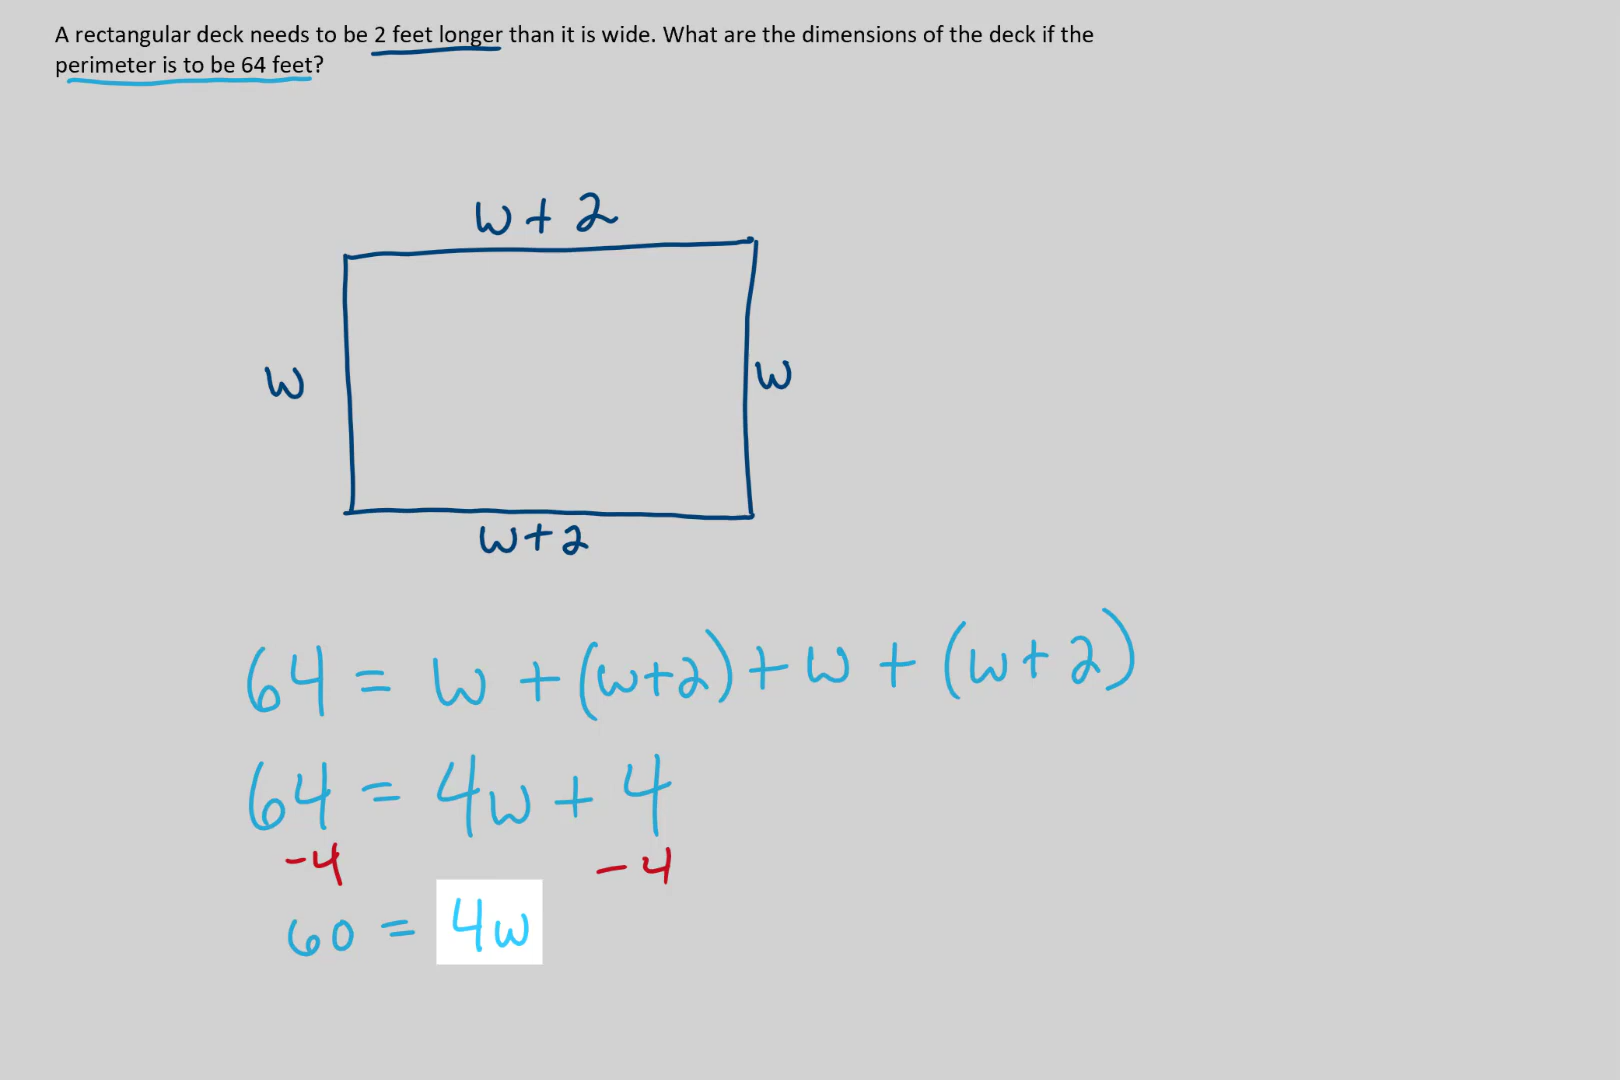 A rectangular deck needs to be 2 feet longer than it is wide. What are the dimensions of the deck if the
perimeter is to be 64 feet?
w + 2
w
w
w+2
64 = w + (w+2) + w + (w+2)
64 = 4w + 4
-4 -4
60 = 4w